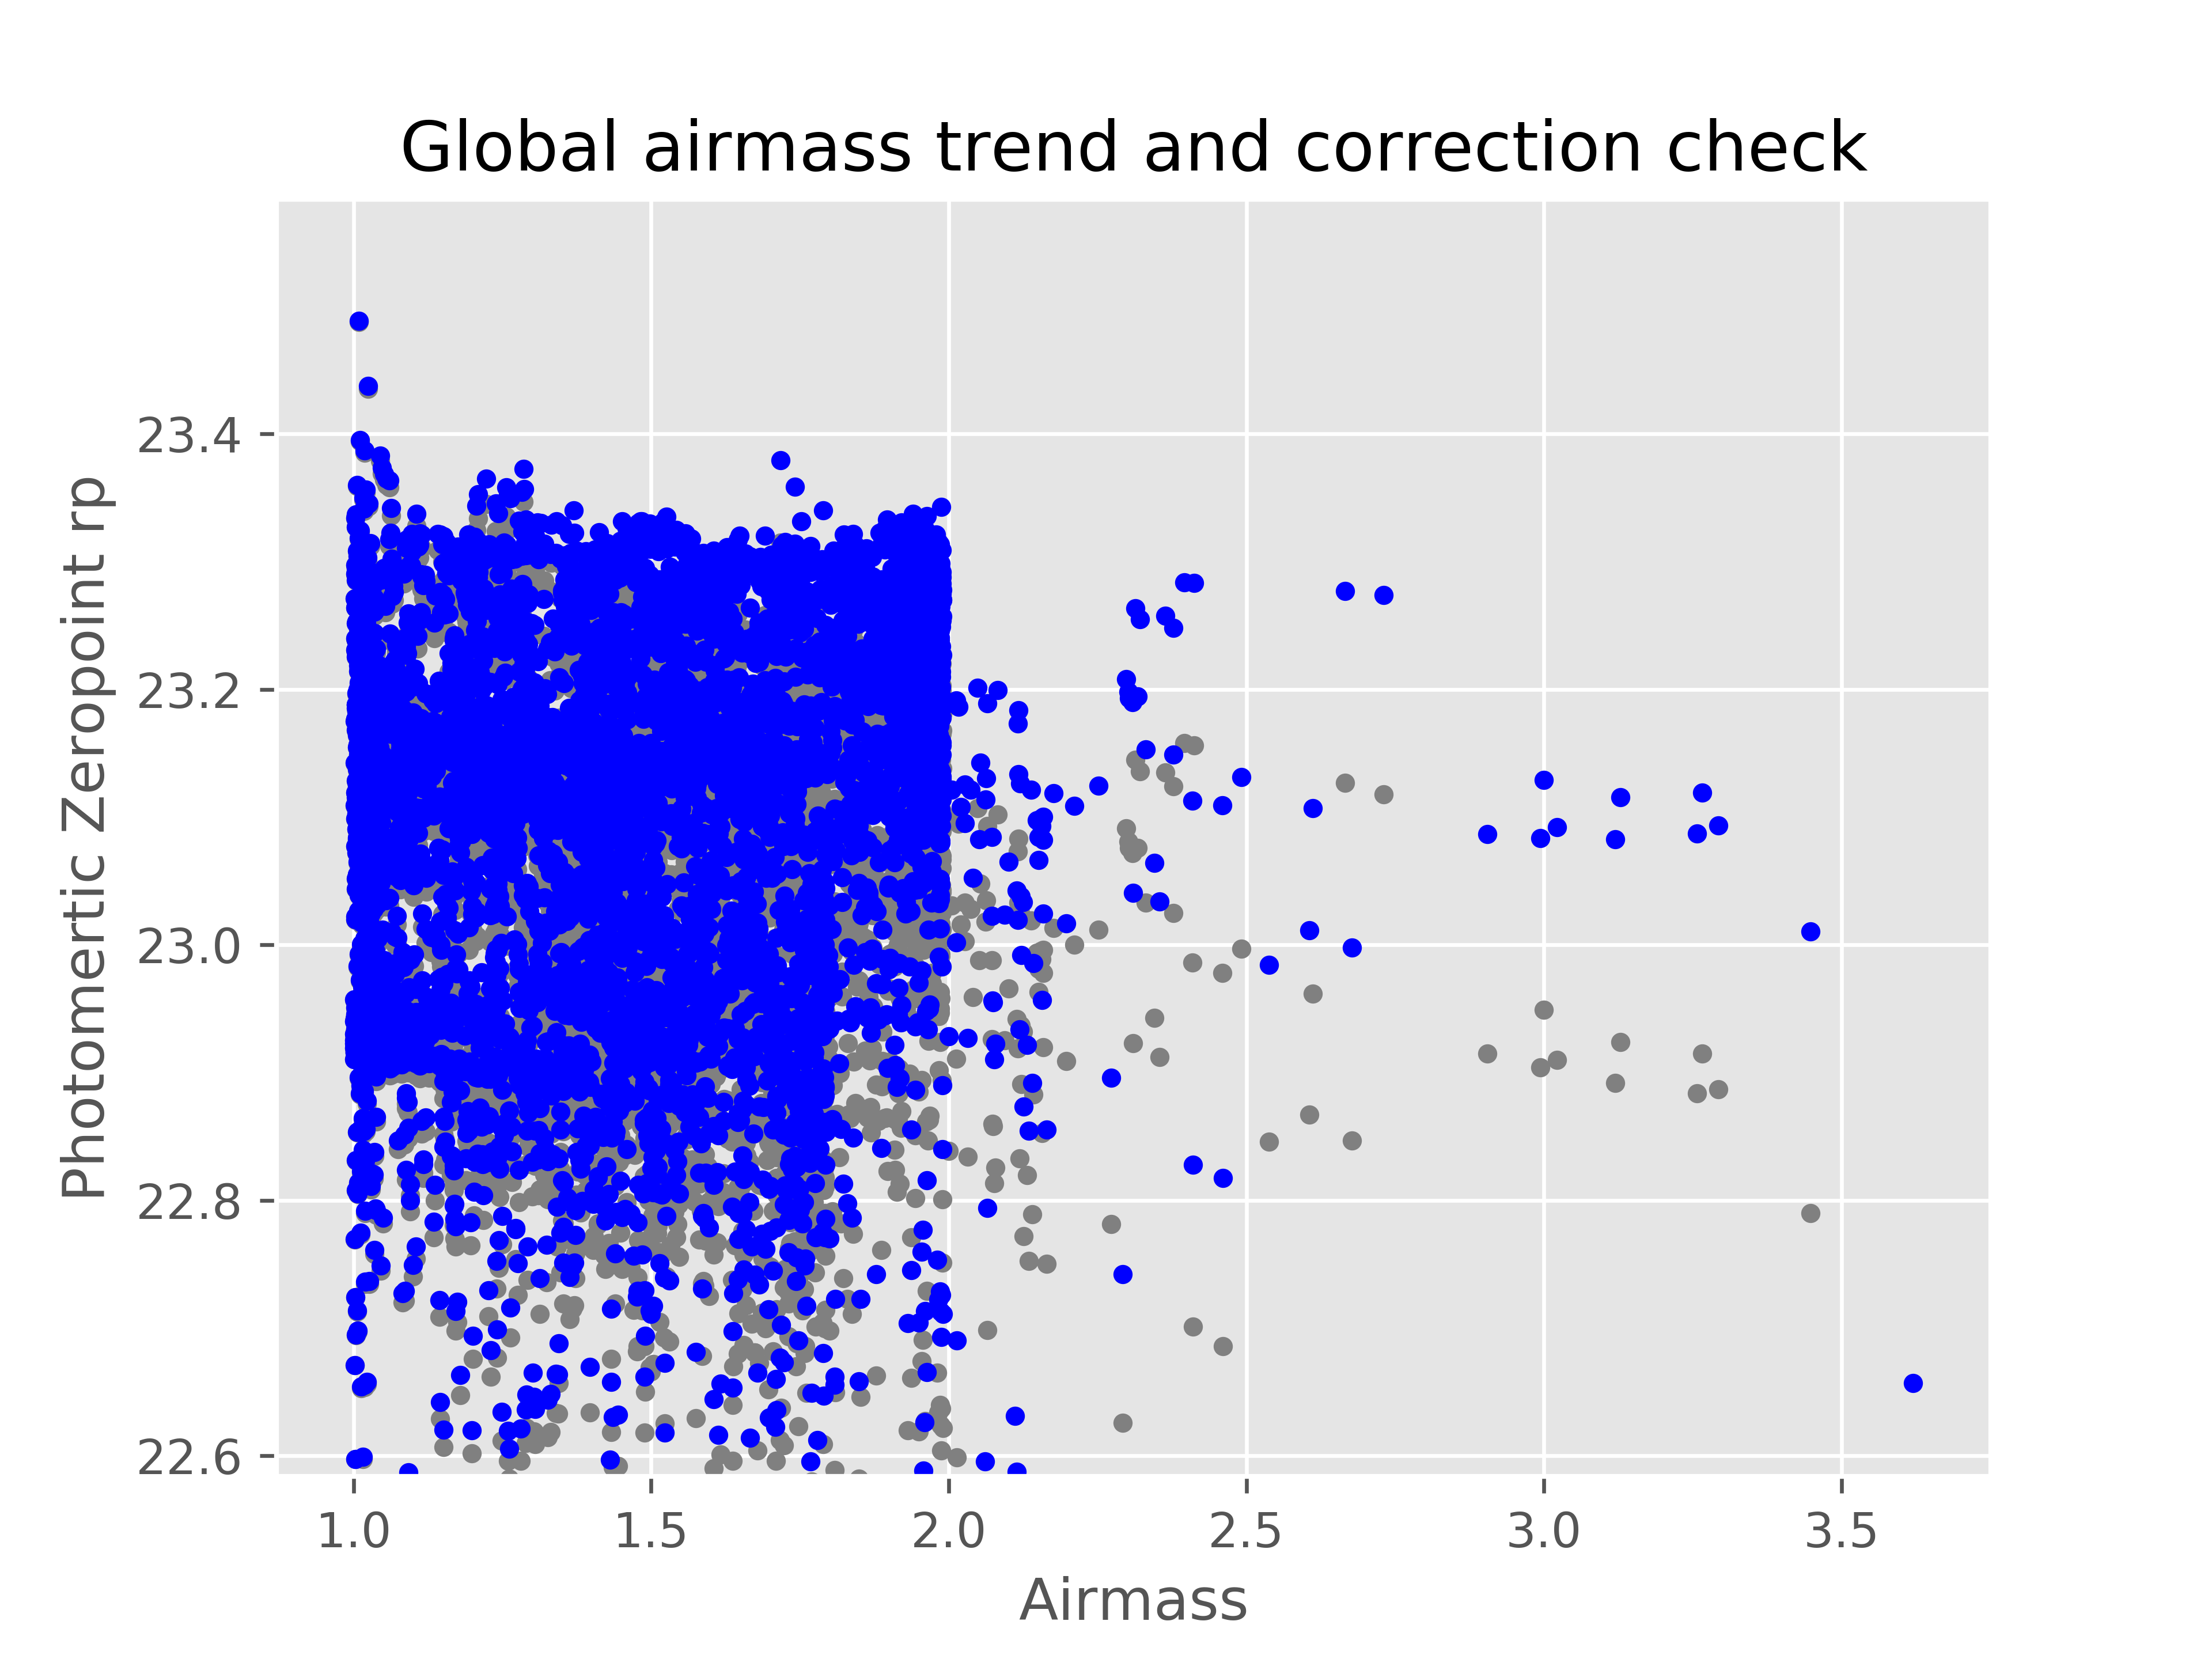 Global airmass trend and correction check
Photomertic Zeropoint rp
23.4
23.2
23.0
22.8
22.6
1.0 1.5 2.0 2.5 3.0 3.5
Airmass